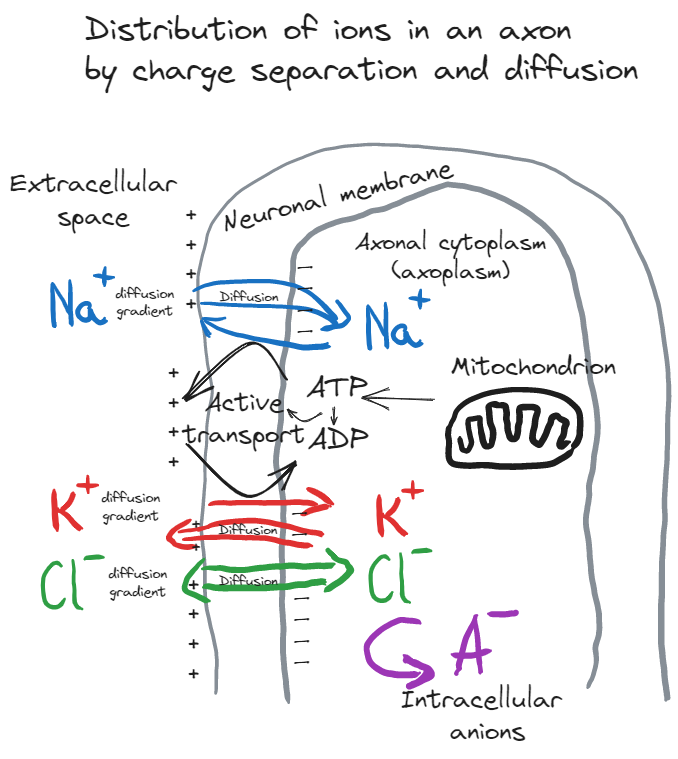 Distribution of ions in an axon
by charge separation and diffusion
Extracellular
space
Neuronal membrane
Axonal cytoplasm
(axoplasm)
Na+
diffusion
gradient
Diffusion
Na+
Mitochondrion
ATP
Active
transport
ADP
K+
diffusion
gradient
Diffusion
K+
Cl-
diffusion
gradient
Diffusion
Cl-
A-
Intracellular
anions